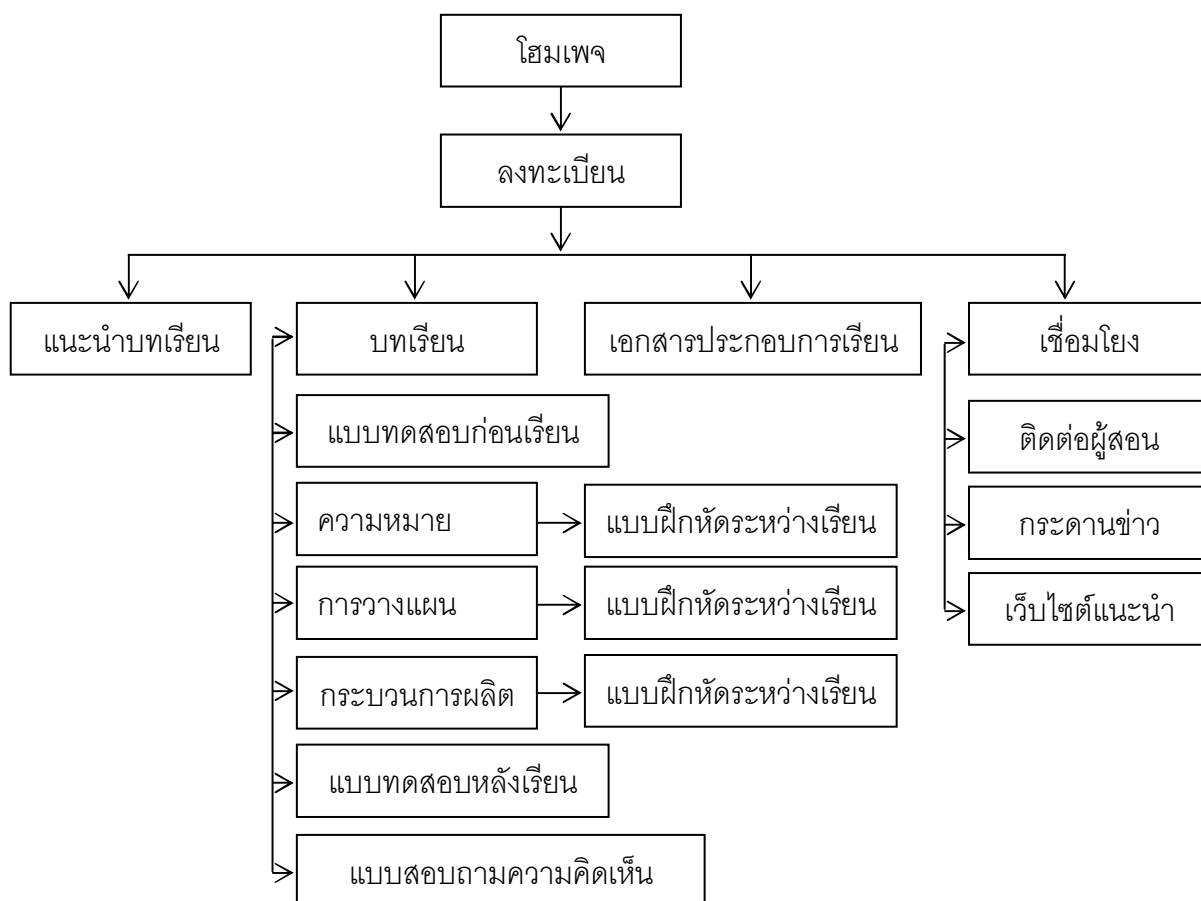 โฮมเพจ
ลงทะเบียน
แนะนำบทเรียน
บทเรียน
เอกสารประกอบการเรียน
เชื่อมโยง
แบบทดสอบก่อนเรียน
ติดต่อผู้สอน
ความหมาย
แบบฝึกหัดระหว่างเรียน
กระดานข่าว
การวางแผน
แบบฝึกหัดระหว่างเรียน
เว็บไซต์แนะนำ
กระบวนการผลิต
แบบฝึกหัดระหว่างเรียน
แบบทดสอบหลังเรียน
แบบสอบถามความคิดเห็น